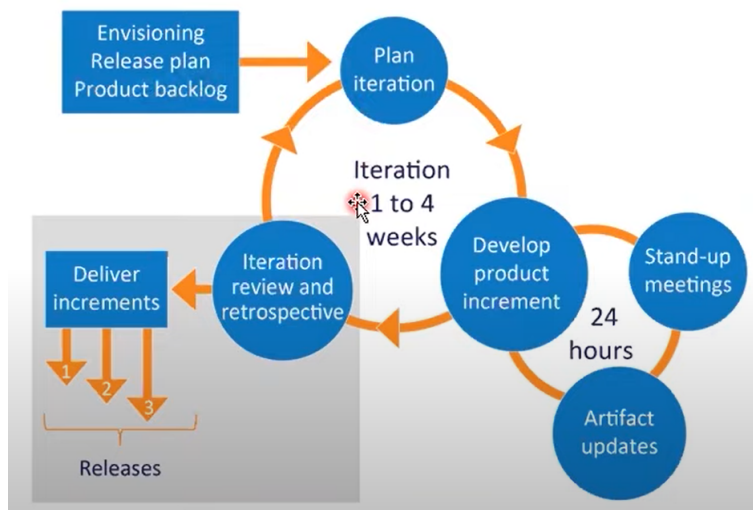 Envisioning
Release plan
Product backlog
Plan
iteration
Iteration
1 to 4
weeks
Develop
product
increment
Stand-up
meetings
24
hours
Artifact
updates
Iteration
review and
retrospective
Deliver
increments
1
2
3
Releases